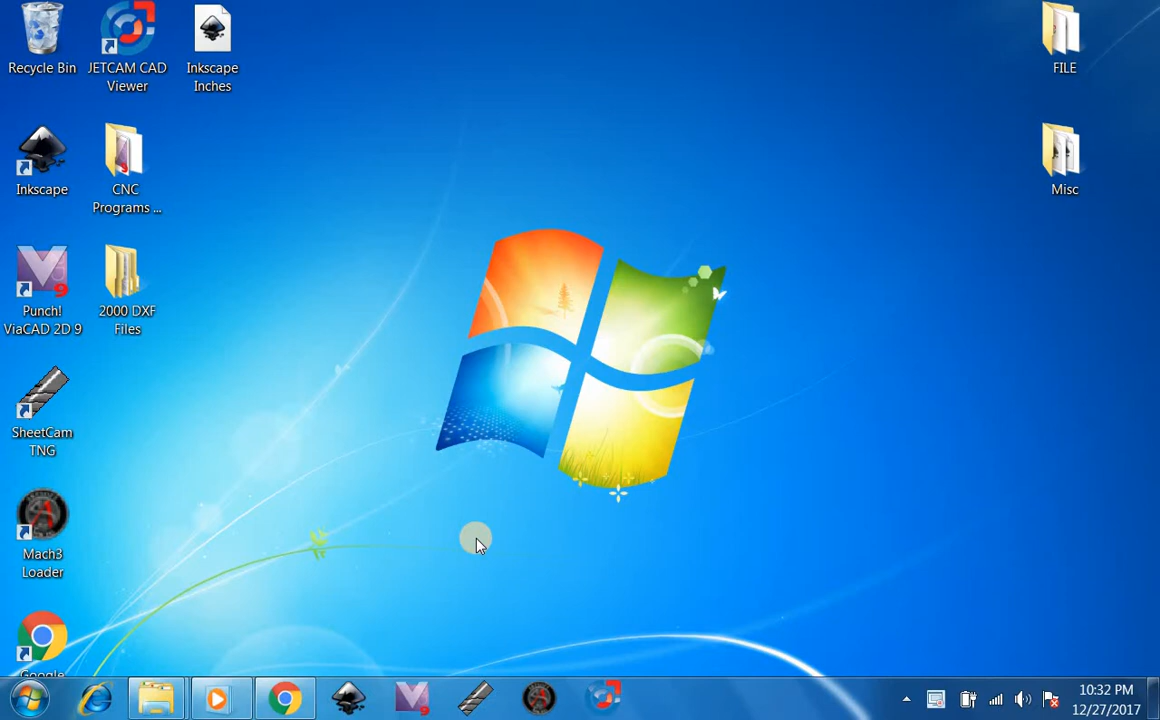 Recycle Bin
JETCAM CAD
Viewer
Inkscape
Inches
FILE
Inkscape
CNC
Programs ...
Misc
Punch!
ViaCAD 2D 9
2000 DXF
Files
SheetCam
TNG
Mach3
Loader
Google
10:32 PM
12/27/2017